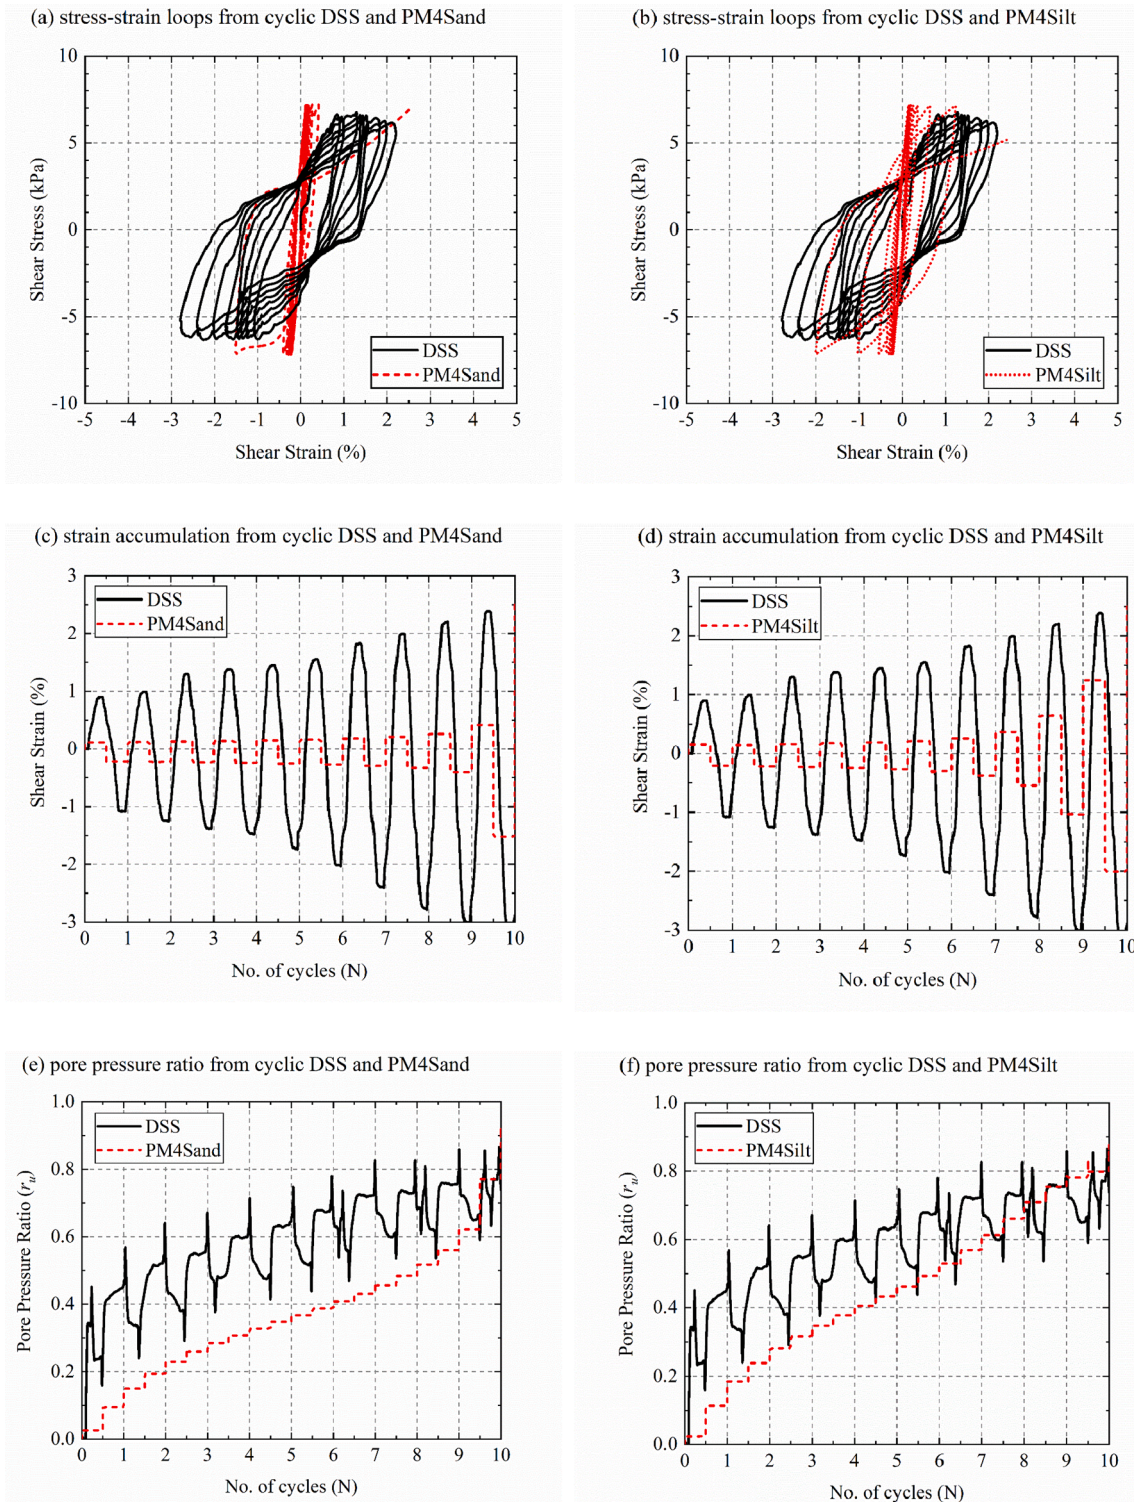 (a) stress-strain loops from cyclic DSS and PM4Sand
10
5
0
-5
-10
Shear Stress (kPa)
DSS
PM4Sand
-5 -4 -3 -2 -1 0 1 2 3 4 5
Shear Strain (%)
(b) stress-strain loops from cyclic DSS and PM4Silt
10
5
0
-5
-10
Shear Stress (kPa)
DSS
PM4Silt
-5 -4 -3 -2 -1 0 1 2 3 4 5
Shear Strain (%)
(c) strain accumulation from cyclic DSS and PM4Sand
3
2
1
0
-1
-2
-3
Shear Strain (%)
DSS
PM4Sand
0 1 2 3 4 5 6 7 8 9 10
No. of cycles (N)
(d) strain accumulation from cyclic DSS and PM4Silt
3
2
1
0
-1
-2
-3
Shear Strain (%)
DSS
PM4Silt
0 1 2 3 4 5 6 7 8 9 10
No. of cycles (N)
(e) pore pressure ratio from cyclic DSS and PM4Sand
1.0
0.8
0.6
0.4
0.2
0.0
Pore Pressure Ratio (ru)
DSS
PM4Sand
0 1 2 3 4 5 6 7 8 9 10
No. of cycles (N)
(f) pore pressure ratio from cyclic DSS and PM4Silt
1.0
0.8
0.6
0.4
0.2
0.0
Pore Pressure Ratio (ru)
DSS
PM4Silt
0 1 2 3 4 5 6 7 8 9 10
No. of cycles (N)